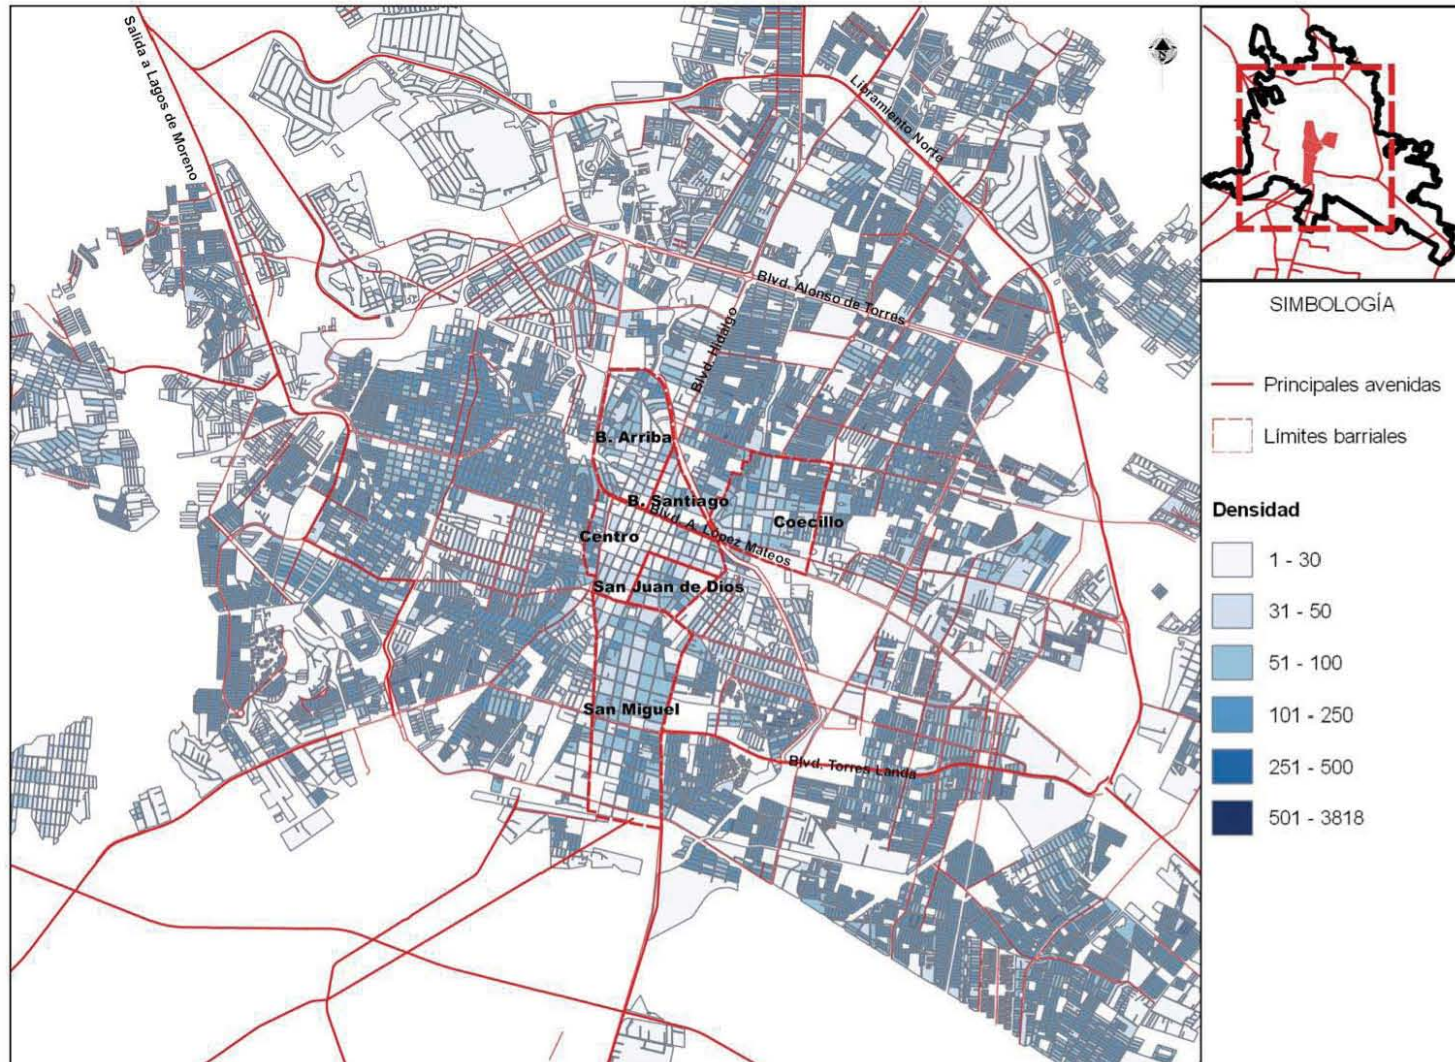 Salida a Lagos de Moreno
Libramiento Norte
Blvd. Alonso de Torres
Blvd. Hidalgo
B. Arriba
B. Santiago
Blvd. A. López Mateos
Coecillo
Centro
San Juan de Dios
San Miguel
Blvd. Torres Landa
SIMBOLOGÍA
Principales avenidas
Límites barriales
Densidad
1 - 30
31 - 50
51 - 100
101 - 250
251 - 500
501 - 3818